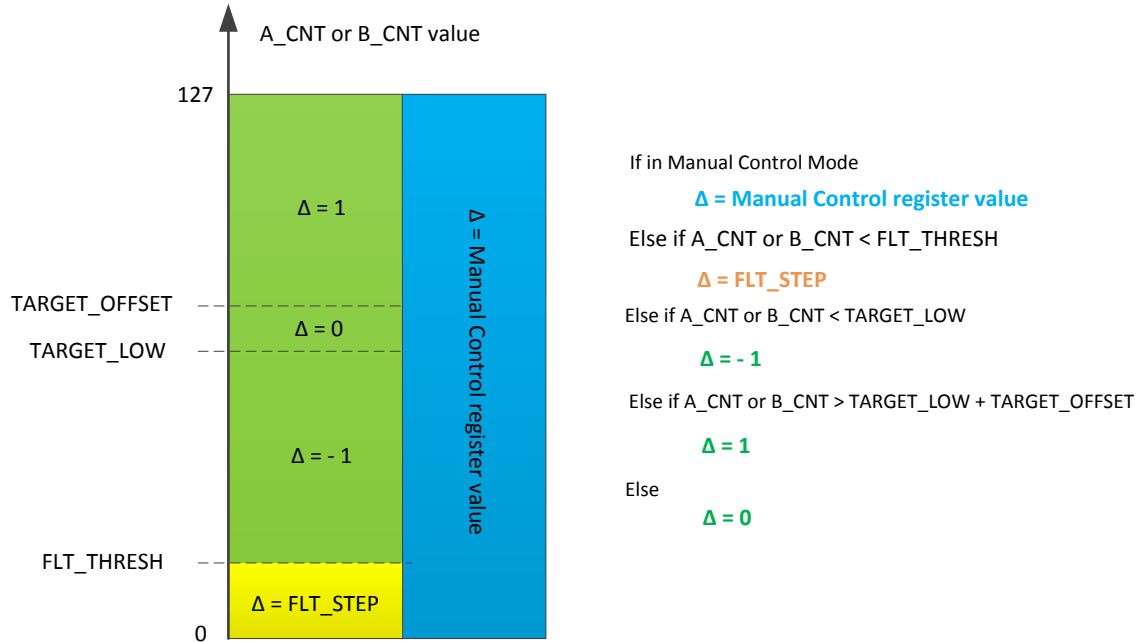 A_CNT or B_CNT value
127
Δ = 1
TARGET_OFFSET
Δ = 0
TARGET_LOW
Δ = - 1
FLT_THRESH
Δ = FLT_STEP
0
Δ = Manual Control register value
If in Manual Control Mode
Δ = Manual Control register value
Else if A_CNT or B_CNT < FLT_THRESH
Δ = FLT_STEP
Else if A_CNT or B_CNT < TARGET_LOW
Δ = - 1
Else if A_CNT or B_CNT > TARGET_LOW + TARGET_OFFSET
Δ = 1
Else
Δ = 0